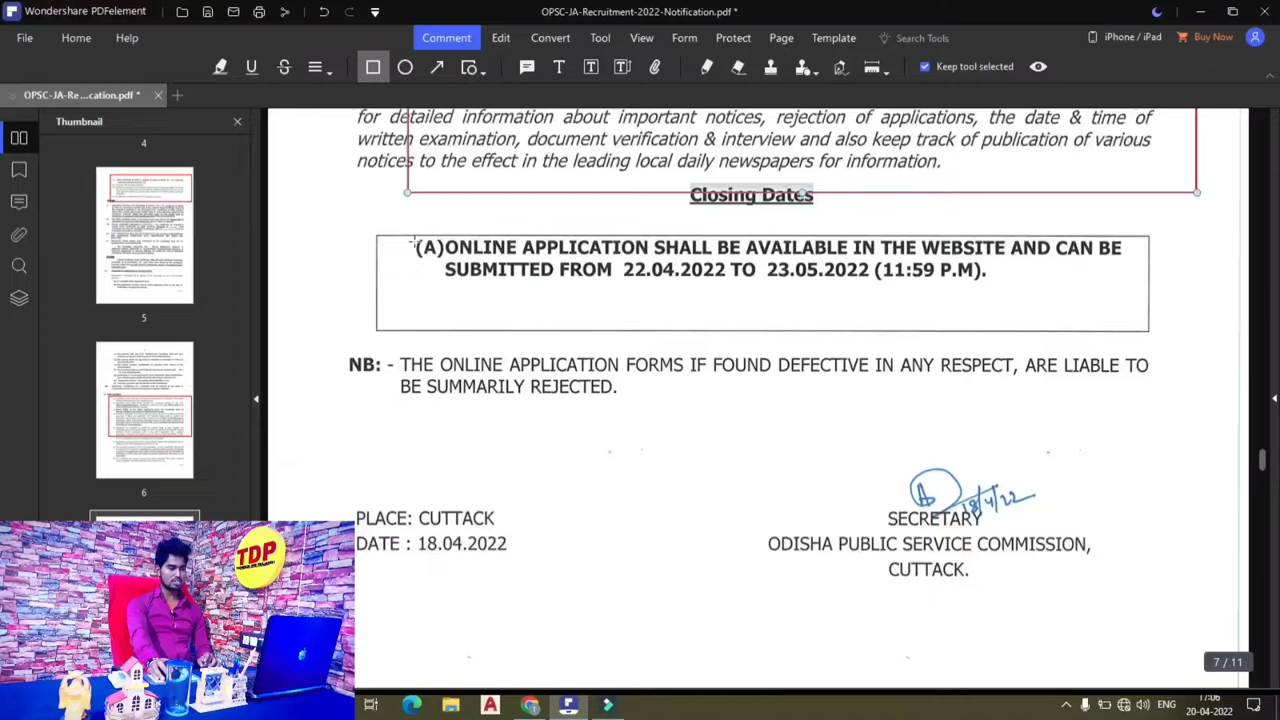 Wondershare PDFelement
OPSC-JA-Recruitment-2022-Notification.pdf *
File Home Help Comment Edit Convert Tool View Form Protect Page Template Search Tools iPhone / iPad Buy Now
Keep tool selected
OPSC-JA-Re...cation.pdf *
Thumbnail
4
5
6
for detailed information about important notices, rejection of applications, the date & time of
written examination, document verification & interview and also keep track of publication of various
notices to the effect in the leading local daily newspapers for information.
Closing Dates
(A)ONLINE APPLICATION SHALL BE AVAILABLE IN THE WEBSITE AND CAN BE
SUBMITTED FROM 22.04.2022 TO 23.05.2022 (11:59 P.M).
NB: - THE ONLINE APPLICATION FORMS IF FOUND DEFECTIVE IN ANY RESPECT, ARE LIABLE TO
BE SUMMARILY REJECTED.
18/4/22
PLACE: CUTTACK
DATE : 18.04.2022
SECRETARY
ODISHA PUBLIC SERVICE COMMISSION,
CUTTACK.
7 / 11
TDP
ENG
17:06
20-04-2022